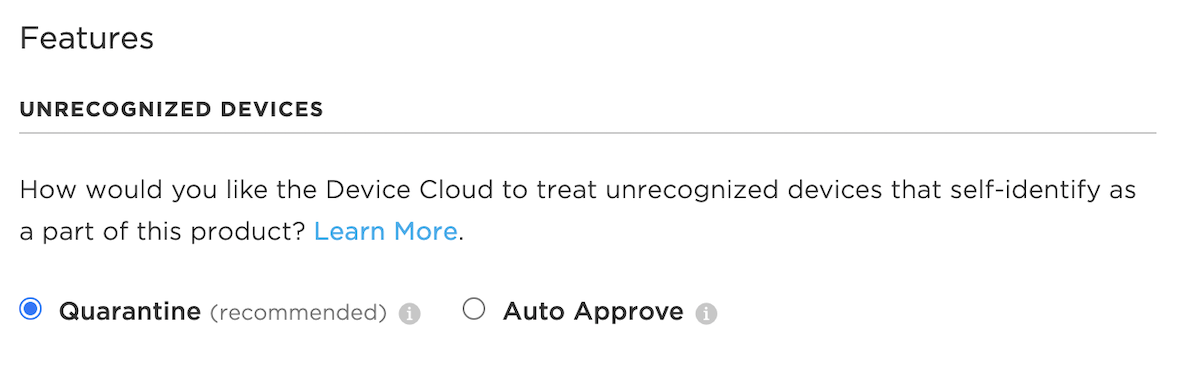 Features
UNRECOGNIZED DEVICES
How would you like the Device Cloud to treat unrecognized devices that self-identify as
a part of this product? Learn More.
Quarantine (recommended) i Auto Approve i